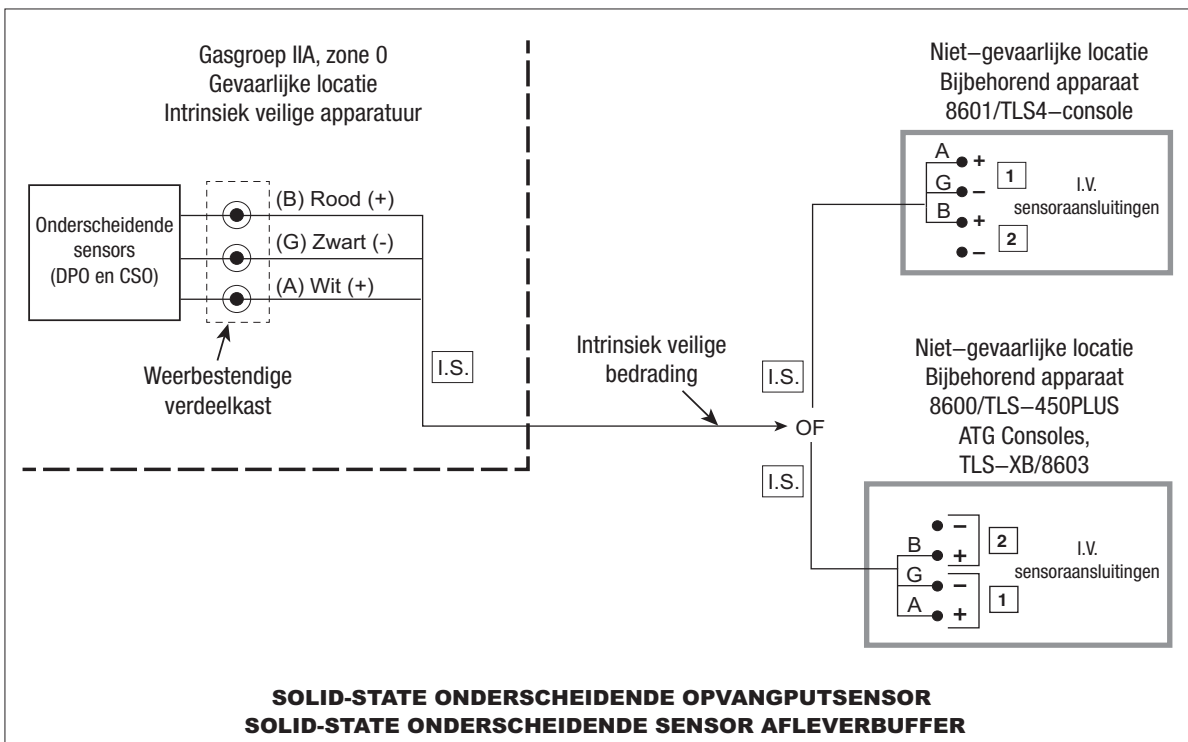 Gasgroep IIA, zone 0
Gevaarlijke locatie
Intrinsiek veilige apparatuur
Onderscheidende
sensors
(DPO en CSO)
(B) Rood (+)
(G) Zwart (-)
(A) Wit (+)
Weerbestendige
verdeelkast
I.S.
Intrinsiek veilige
bedrading
I.S.
OF
I.S.
Niet–gevaarlijke locatie
Bijbehorend apparaat
8601/TLS4–console
A + 1
G –
B + 2
–
I.V.
sensoraansluitingen
Niet–gevaarlijke locatie
Bijbehorend apparaat
8600/TLS–450PLUS
ATG Consoles,
TLS–XB/8603
– 2
B +
G – 1
A +
I.V.
sensoraansluitingen
SOLID-STATE ONDERSCHEIDENDE OPVANGPUTSENSOR
SOLID-STATE ONDERSCHEIDENDE SENSOR AFLEVERBUFFER